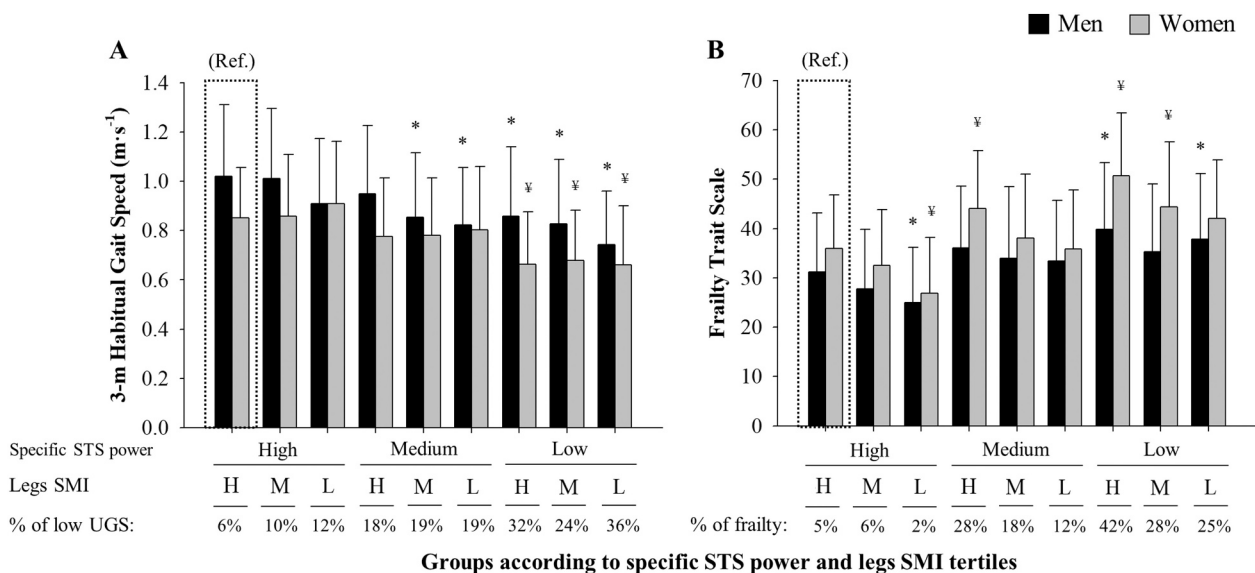 Men Women
A
(Ref.)
3-m Habitual Gait Speed (m·s-1)
1.4
1.2
1.0
0.8
0.6
0.4
0.2
0.0
* * * * *
¥ ¥ ¥
B
(Ref.)
Frailty Trait Scale
70
60
50
40
30
20
10
0
* ¥ ¥ * ¥ ¥ *
Specific STS power High Medium Low
Legs SMI H M L H M L H M L
% of low UGS: 6% 10% 12% 18% 19% 19% 32% 24% 36%
High Medium Low
H M L H M L H M L
% of frailty: 5% 6% 2% 28% 18% 12% 42% 28% 25%
Groups according to specific STS power and legs SMI tertiles